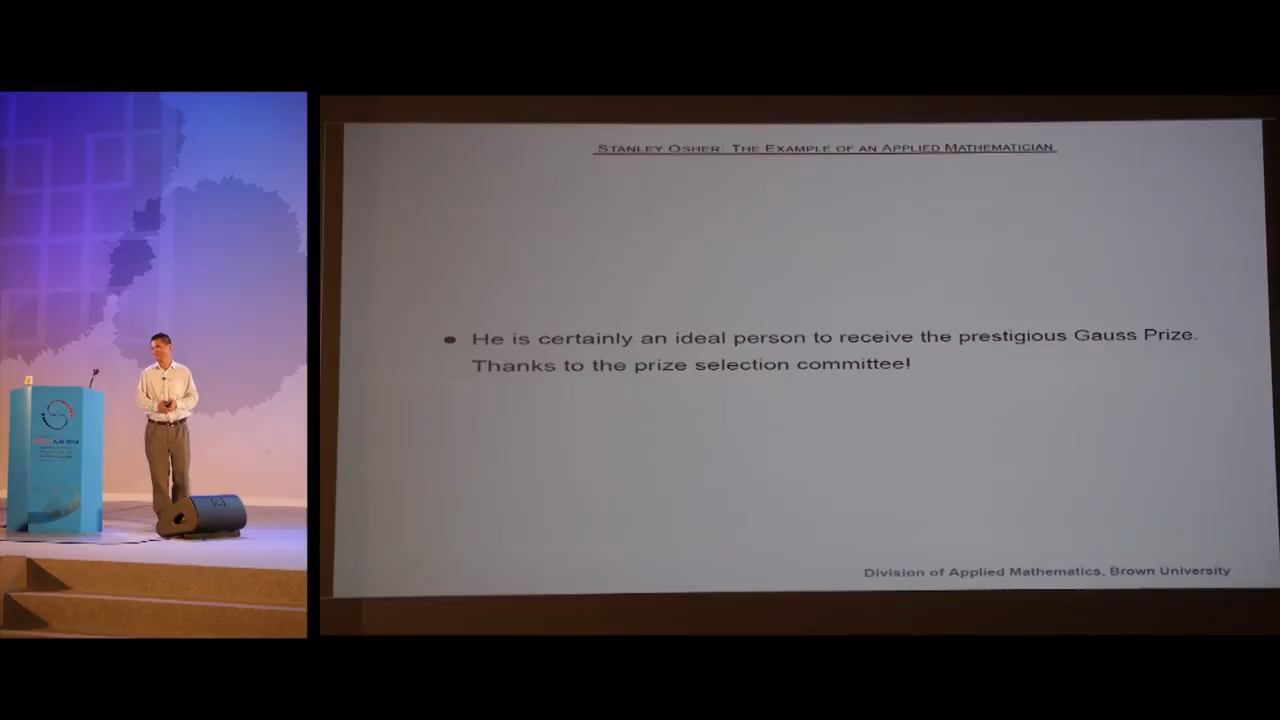 STANLEY OSHER: THE EXAMPLE OF AN APPLIED MATHEMATICIAN
● He is certainly an ideal person to receive the prestigious Gauss Prize.
Thanks to the prize selection committee!
Division of Applied Mathematics, Brown University